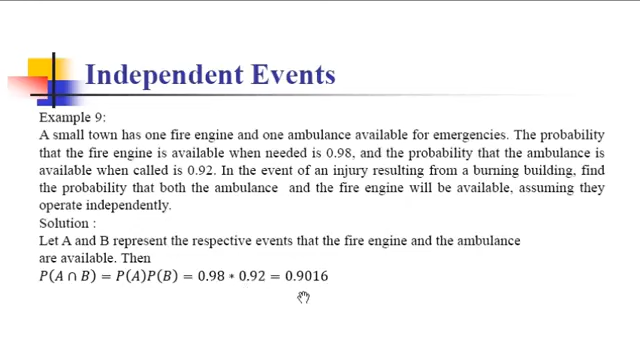 Independent Events
Example 9:
A small town has one fire engine and one ambulance available for emergencies. The probability
that the fire engine is available when needed is 0.98, and the probability that the ambulance is
available when called is 0.92. In the event of an injury resulting from a burning building, find
the probability that both the ambulance and the fire engine will be available, assuming they
operate independently.
Solution :
Let A and B represent the respective events that the fire engine and the ambulance
are available. Then
P(A ∩ B) = P(A)P(B) = 0.98 * 0.92 = 0.9016